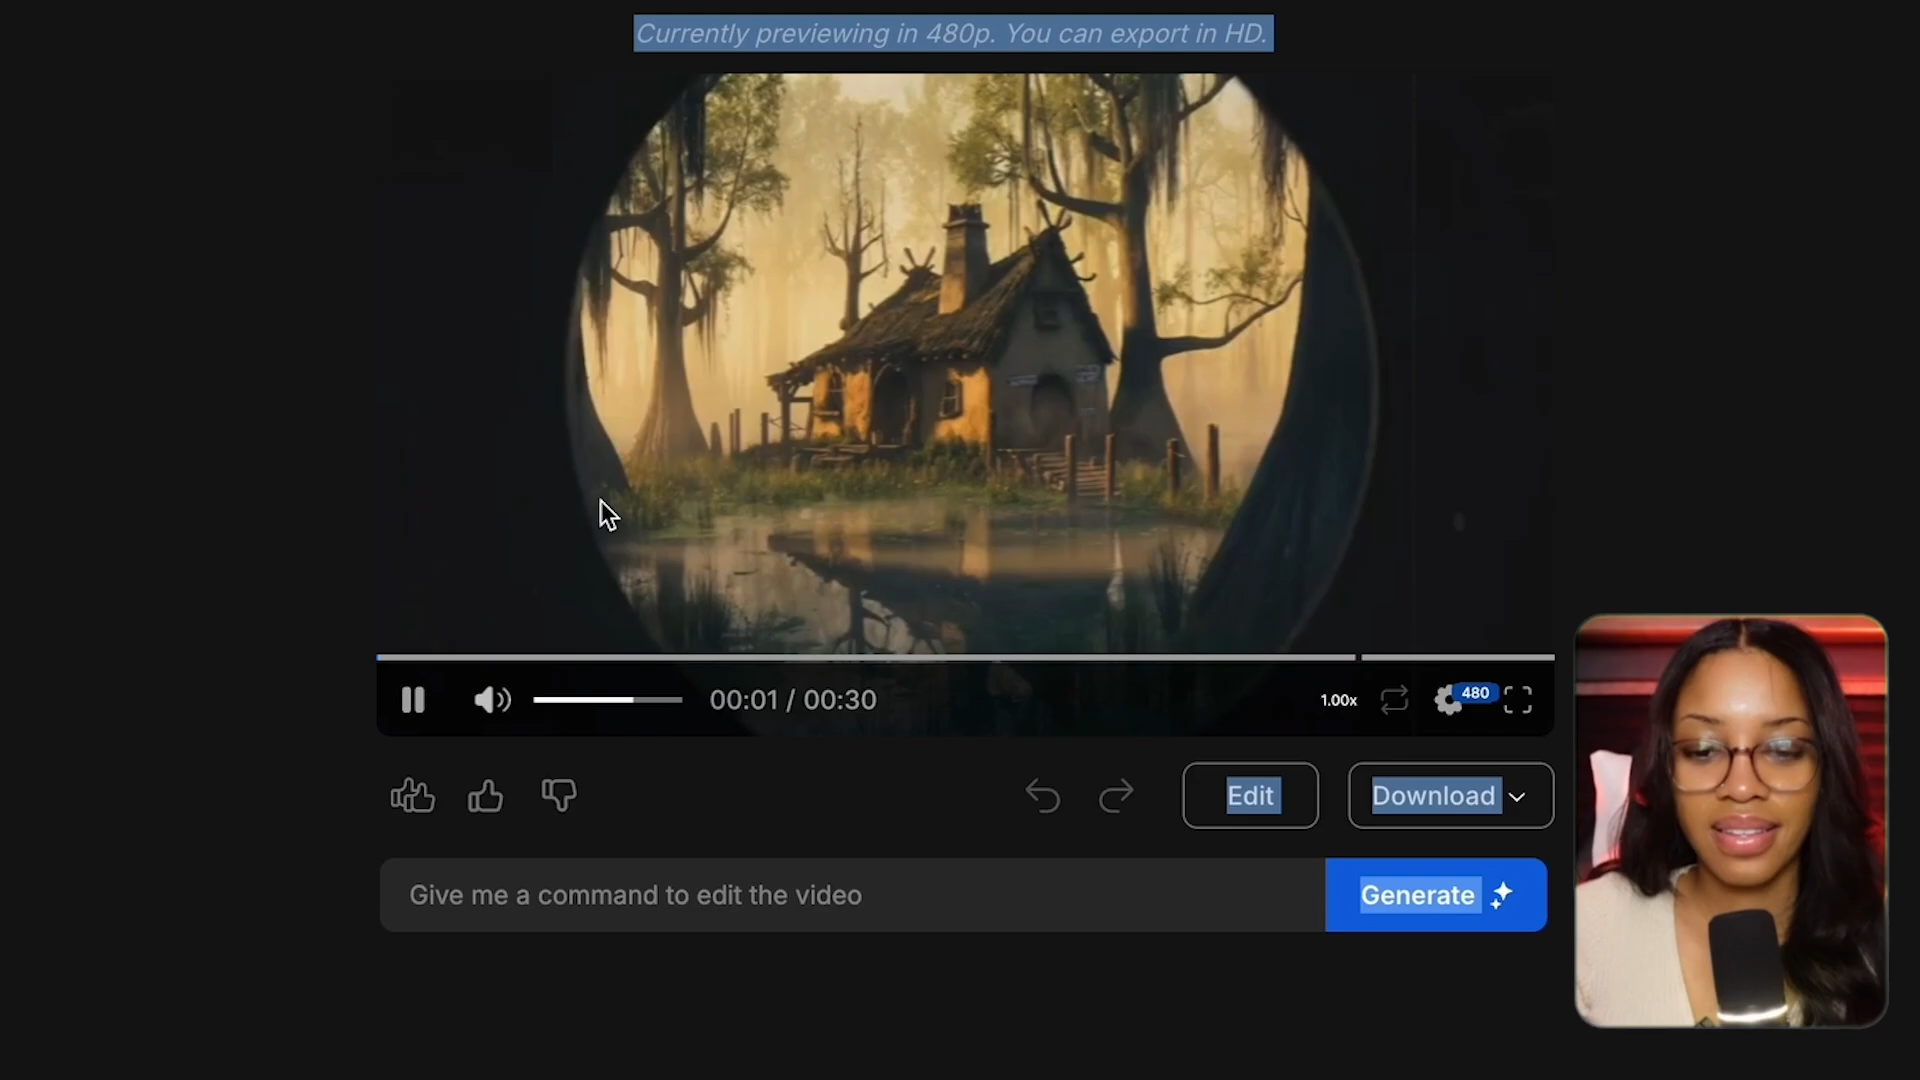 Currently previewing in 480p. You can export in HD.
00:01 / 00:30
1.00x
480
Edit
Download
Give me a command to edit the video
Generate